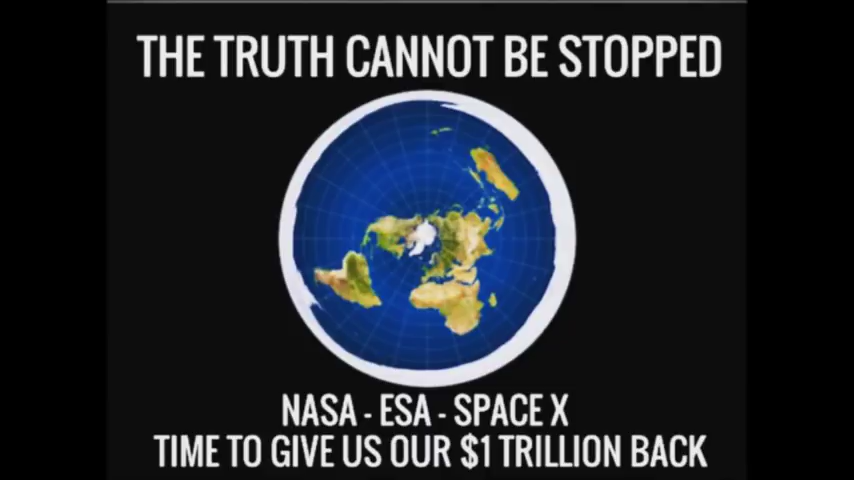 THE TRUTH CANNOT BE STOPPED
NASA - ESA - SPACE X
TIME TO GIVE US OUR $1 TRILLION BACK